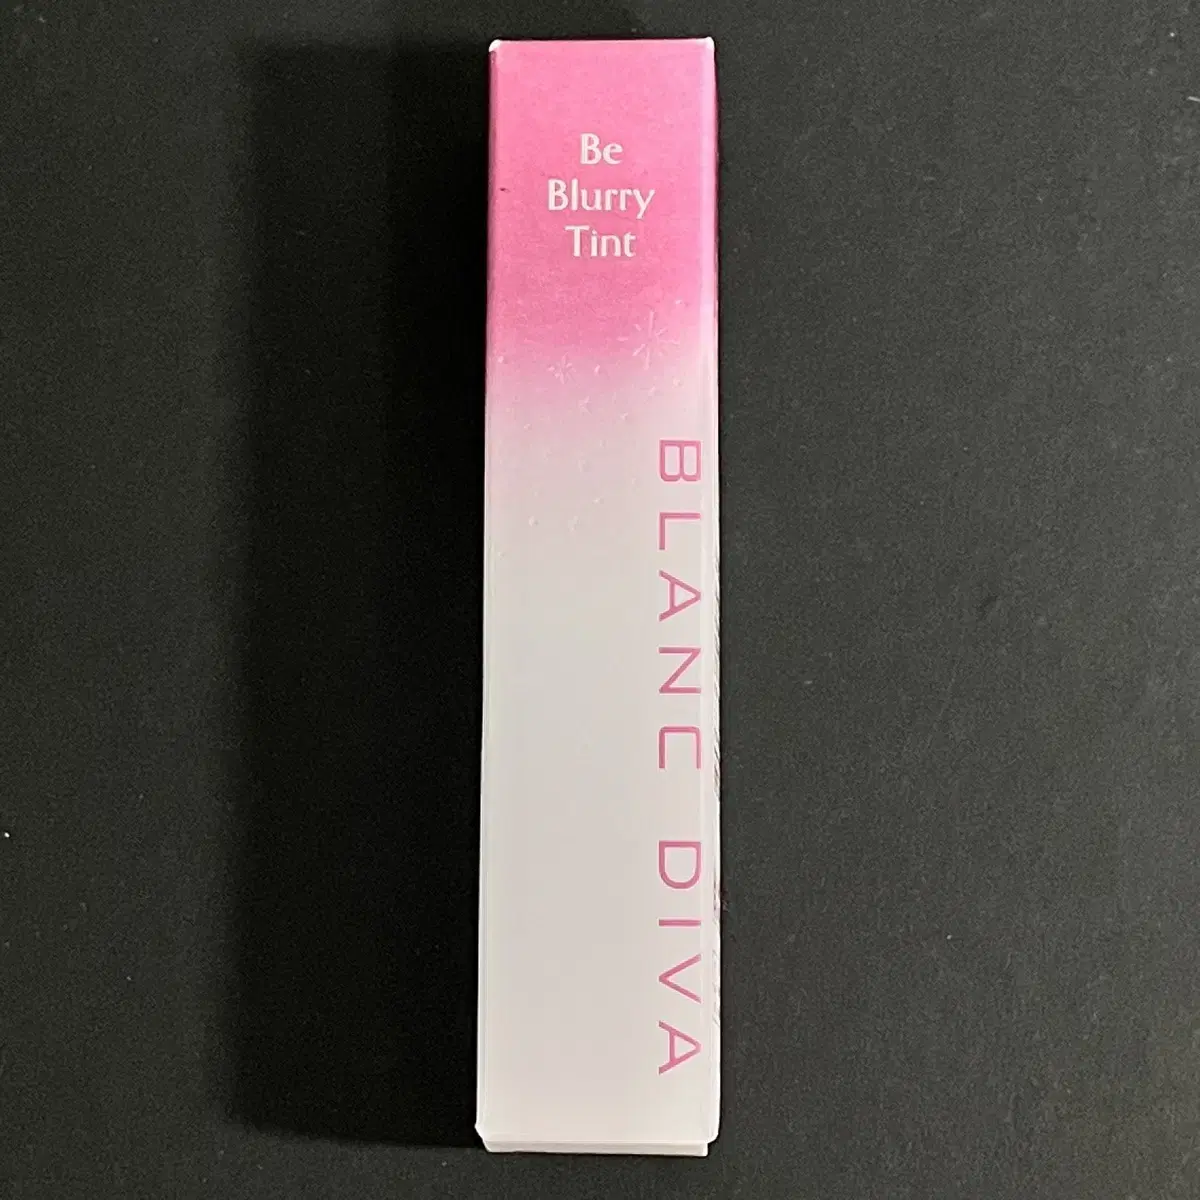 Be
Blurry
Tint
BLANC DIVA